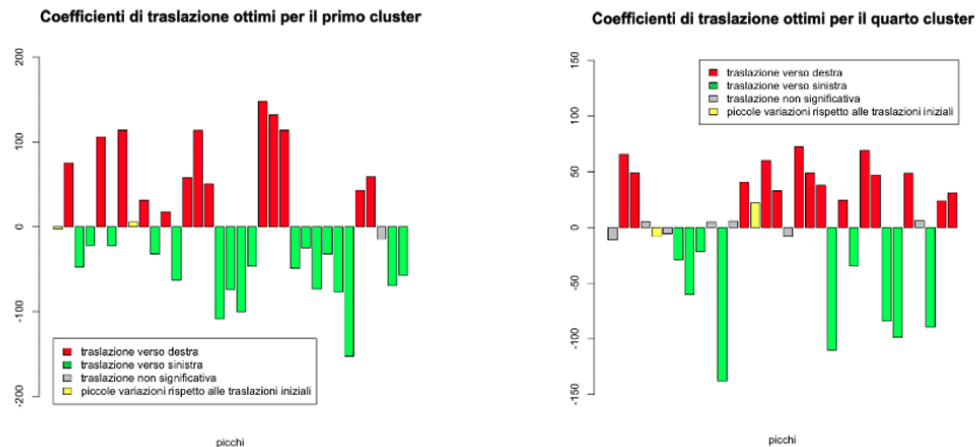 Coefficienti di traslazione ottimi per il primo cluster
200
100
0
-100
-200
traslazione verso destra
traslazione verso sinistra
traslazione non significativa
piccole variazioni rispetto alle traslazioni iniziali
picchi
Coefficienti di traslazione ottimi per il quarto cluster
150
100
50
0
-50
-100
-150
traslazione verso destra
traslazione verso sinistra
traslazione non significativa
piccole variazioni rispetto alle traslazioni iniziali
picchi